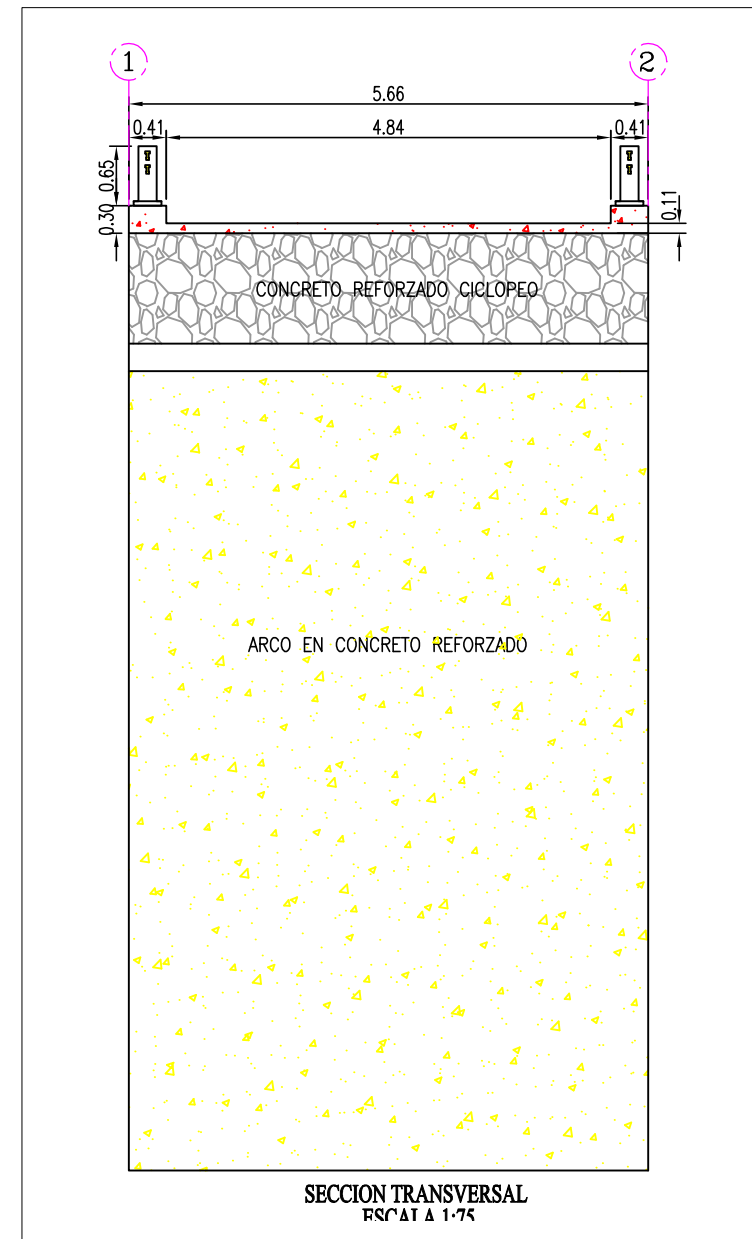 1
2
5.66
0.41
4.84
0.41
0.65
0.30
0.11
CONCRETO REFORZADO CICLOPEO
ARCO EN CONCRETO REFORZADO
SECCION TRANSVERSAL
ESCALA 1:75